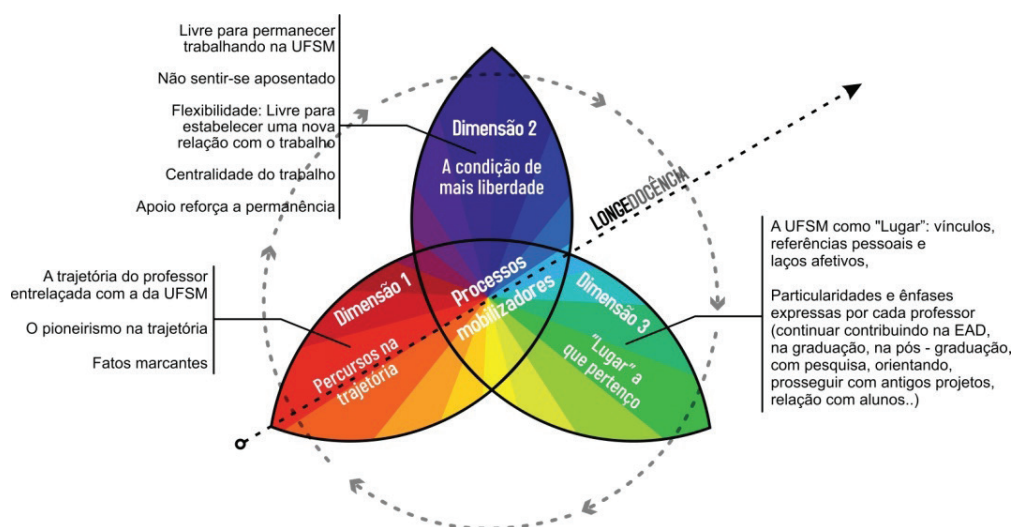 Livre para permanecer
trabalhando na UFSM
Não sentir-se aposentado
Flexibilidade: Livre para
estabelecer uma nova
relação com o trabalho
Centralidade do trabalho
Apoio reforça a permanência
Dimensão 2
A condição de
mais liberdade
LONGEDOCÊNCIA
A trajetória do professor
entrelaçada com a da UFSM
O pioneirismo na trajetória
Fatos marcantes
Dimensão 1
Percursos na
trajetória
Processos
mobilizadores
Dimensão 3
"Lugar" a
que pertenço
A UFSM como "Lugar": vínculos,
referências pessoais e
laços afetivos,
Particularidades e ênfases
expressas por cada professor
(continuar contribuindo na EAD,
na graduação, na pós - graduação,
com pesquisa, orientando,
prosseguir com antigos projetos,
relação com alunos..)